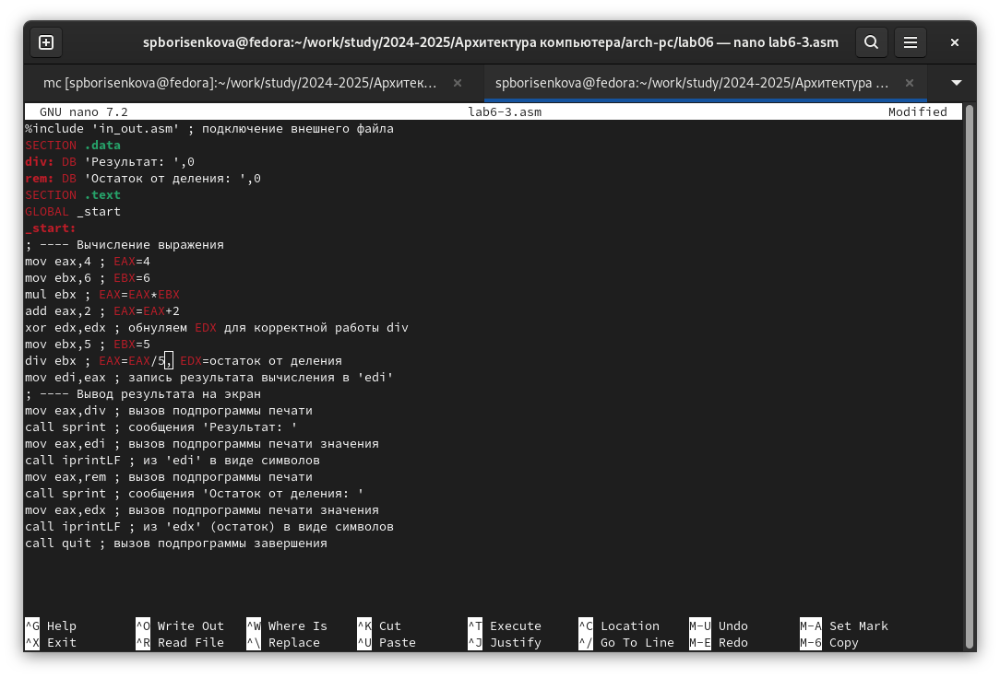 spborisenkova@fedora:~/work/study/2024-2025/Архитектура компьютера/arch-pc/lab06 — nano lab6-3.asm
mc [spborisenkova@fedora]:~/work/study/2024-2025/Архитек… × spborisenkova@fedora:~/work/study/2024-2025/Архитектура … ×
GNU nano 7.2 lab6-3.asm Modified
%include 'in_out.asm' ; подключение внешнего файла
SECTION .data
div: DB 'Результат: ',0
rem: DB 'Остаток от деления: ',0
SECTION .text
GLOBAL _start
_start:
; ---- Вычисление выражения
mov eax,4 ; EAX=4
mov ebx,6 ; EBX=6
mul ebx ; EAX=EAX*EBX
add eax,2 ; EAX=EAX+2
xor edx,edx ; обнуляем EDX для корректной работы div
mov ebx,5 ; EBX=5
div ebx ; EAX=EAX/5, EDX=остаток от деления
mov edi,eax ; запись результата вычисления в 'edi'
; ---- Вывод результата на экран
mov eax,div ; вызов подпрограммы печати
call sprint ; сообщения 'Результат: '
mov eax,edi ; вызов подпрограммы печати значения
call iprintLF ; из 'edi' в виде символов
mov eax,rem ; вызов подпрограммы печати
call sprint ; сообщения 'Остаток от деления: '
mov eax,edx ; вызов подпрограммы печати значения
call iprintLF ; из 'edx' (остаток) в виде символов
call quit ; вызов подпрограммы завершения
^G Help ^O Write Out ^W Where Is ^K Cut ^T Execute ^C Location M-U Undo M-A Set Mark
^X Exit ^R Read File ^\ Replace ^U Paste ^J Justify ^/ Go To Line M-E Redo M-6 Copy